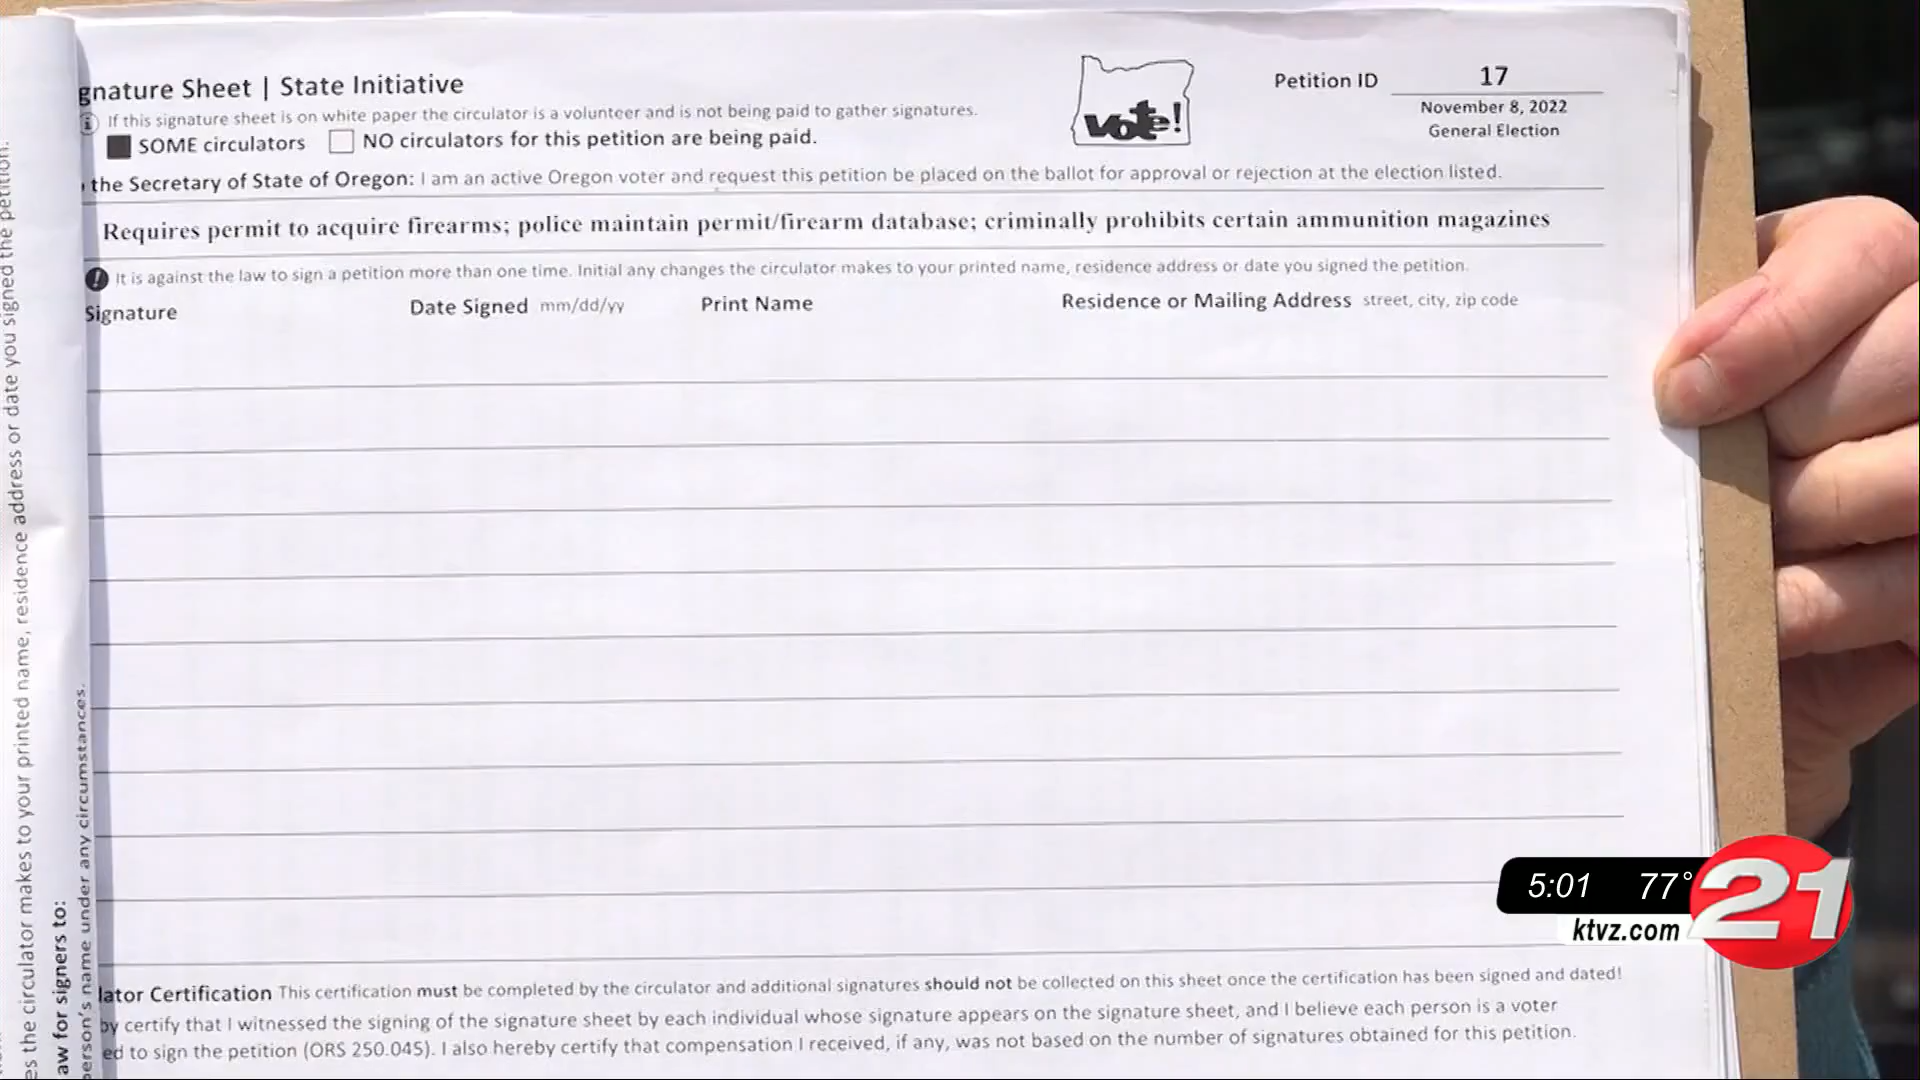 gnature Sheet | State Initiative
If this signature sheet is on white paper the circulator is a volunteer and is not being paid to gather signatures.
SOME circulators NO circulators for this petition are being paid.
vote!
Petition ID 17
November 8, 2022
General Election
the Secretary of State of Oregon: I am an active Oregon voter and request this petition be placed on the ballot for approval or rejection at the election listed.
Requires permit to acquire firearms; police maintain permit/firearm database; criminally prohibits certain ammunition magazines
It is against the law to sign a petition more than one time. Initial any changes the circulator makes to your printed name, residence address or date you signed the petition.
Signature Date Signed mm/dd/yy Print Name Residence or Mailing Address street, city, zip code
lator Certification This certification must be completed by the circulator and additional signatures should not be collected on this sheet once the certification has been signed and dated!
by certify that I witnessed the signing of the signature sheet by each individual whose signature appears on the signature sheet, and I believe each person is a voter
ed to sign the petition (ORS 250.045). I also hereby certify that compensation I received, if any, was not based on the number of signatures obtained for this petition.
es the circulator makes to your printed name, residence address or date you signed the petition.
aw for signers to:
person's name under any circumstances.
5:01 77°
21
ktvz.com